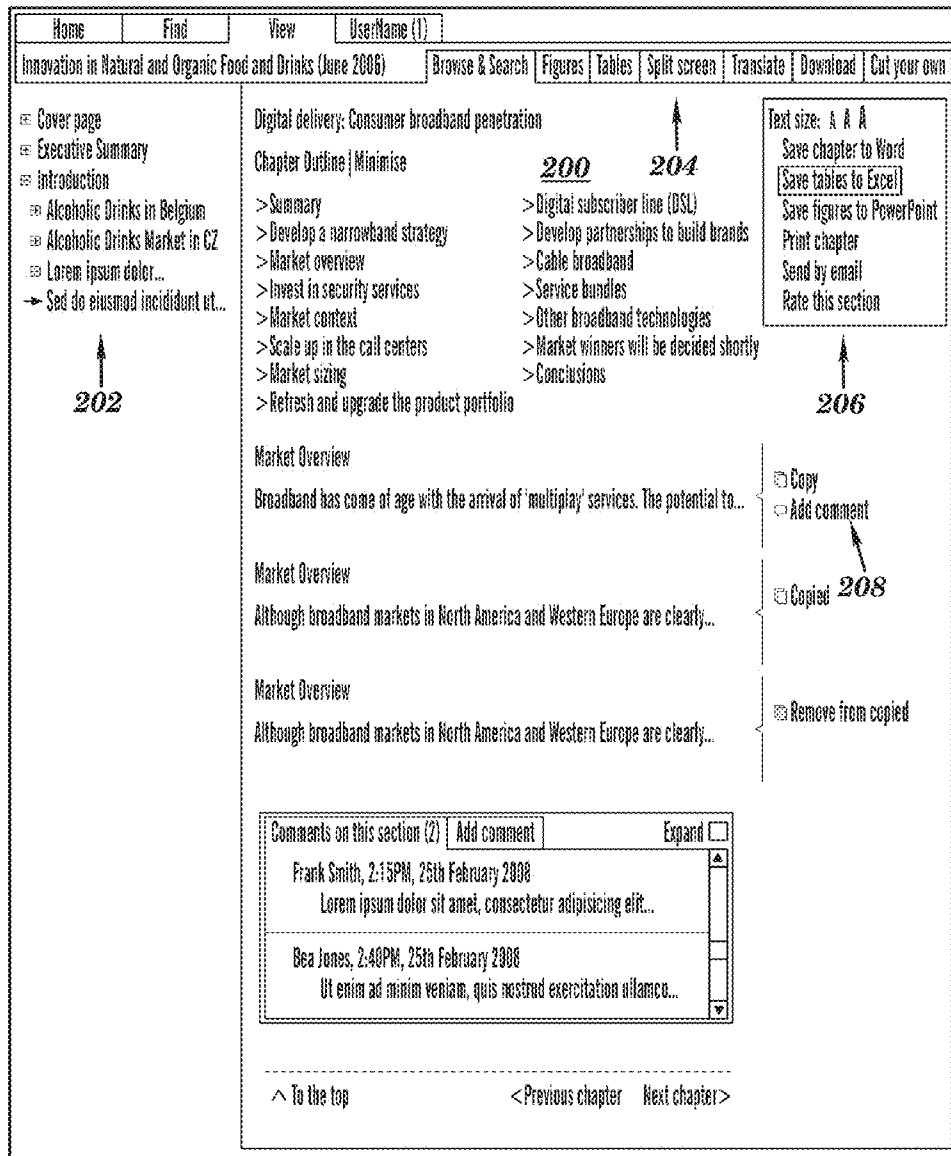 Home Find View UserName (1)
Innovation in Natural and Organic Food and Drinks (June 2006) Browse & Search Figures Tables Split screen Translate Download Cut your own
Cover page
Executive Summary
Introduction
Alcoholic Drinks in Belgium
Alcoholic Drinks Market in CZ
Lorem ipsum dolor...
Sed do eiusmod incididunt ut...
202
Digital delivery: Consumer broadband penetration
Chapter Outline | Minimise
200
204
>Summary
>Develop a narrowband strategy
>Market overview
>Invest in security services
>Market context
>Scale up in the call centers
>Market sizing
>Refresh and upgrade the product portfolio
>Digital subscriber line (DSL)
>Develop partnerships to build brands
>Cable broadband
>Service bundles
>Other broadband technologies
>Market winners will be decided shortly
>Conclusions
Text size: A A A
Save chapter to Word
Save tables to Excel
Save figures to PowerPoint
Print chapter
Send by email
Rate this section
206
Market Overview
Broadband has come of age with the arrival of 'multiplay' services. The potential to...
Copy
Add comment
208
Market Overview
Although broadband markets in North America and Western Europe are clearly...
Copied
Market Overview
Although broadband markets in North America and Western Europe are clearly...
Remove from copied
Comments on this section (2) Add comment Expand
Frank Smith, 2:15PM, 25th February 2008
Lorem ipsum dolor sit amet, consectetur adipisicing elit...
Bea Jones, 2:40PM, 25th February 2008
Ut enim ad minim veniam, quis nostrud exercitation ullamco...
^ To the top <Previous chapter Next chapter>